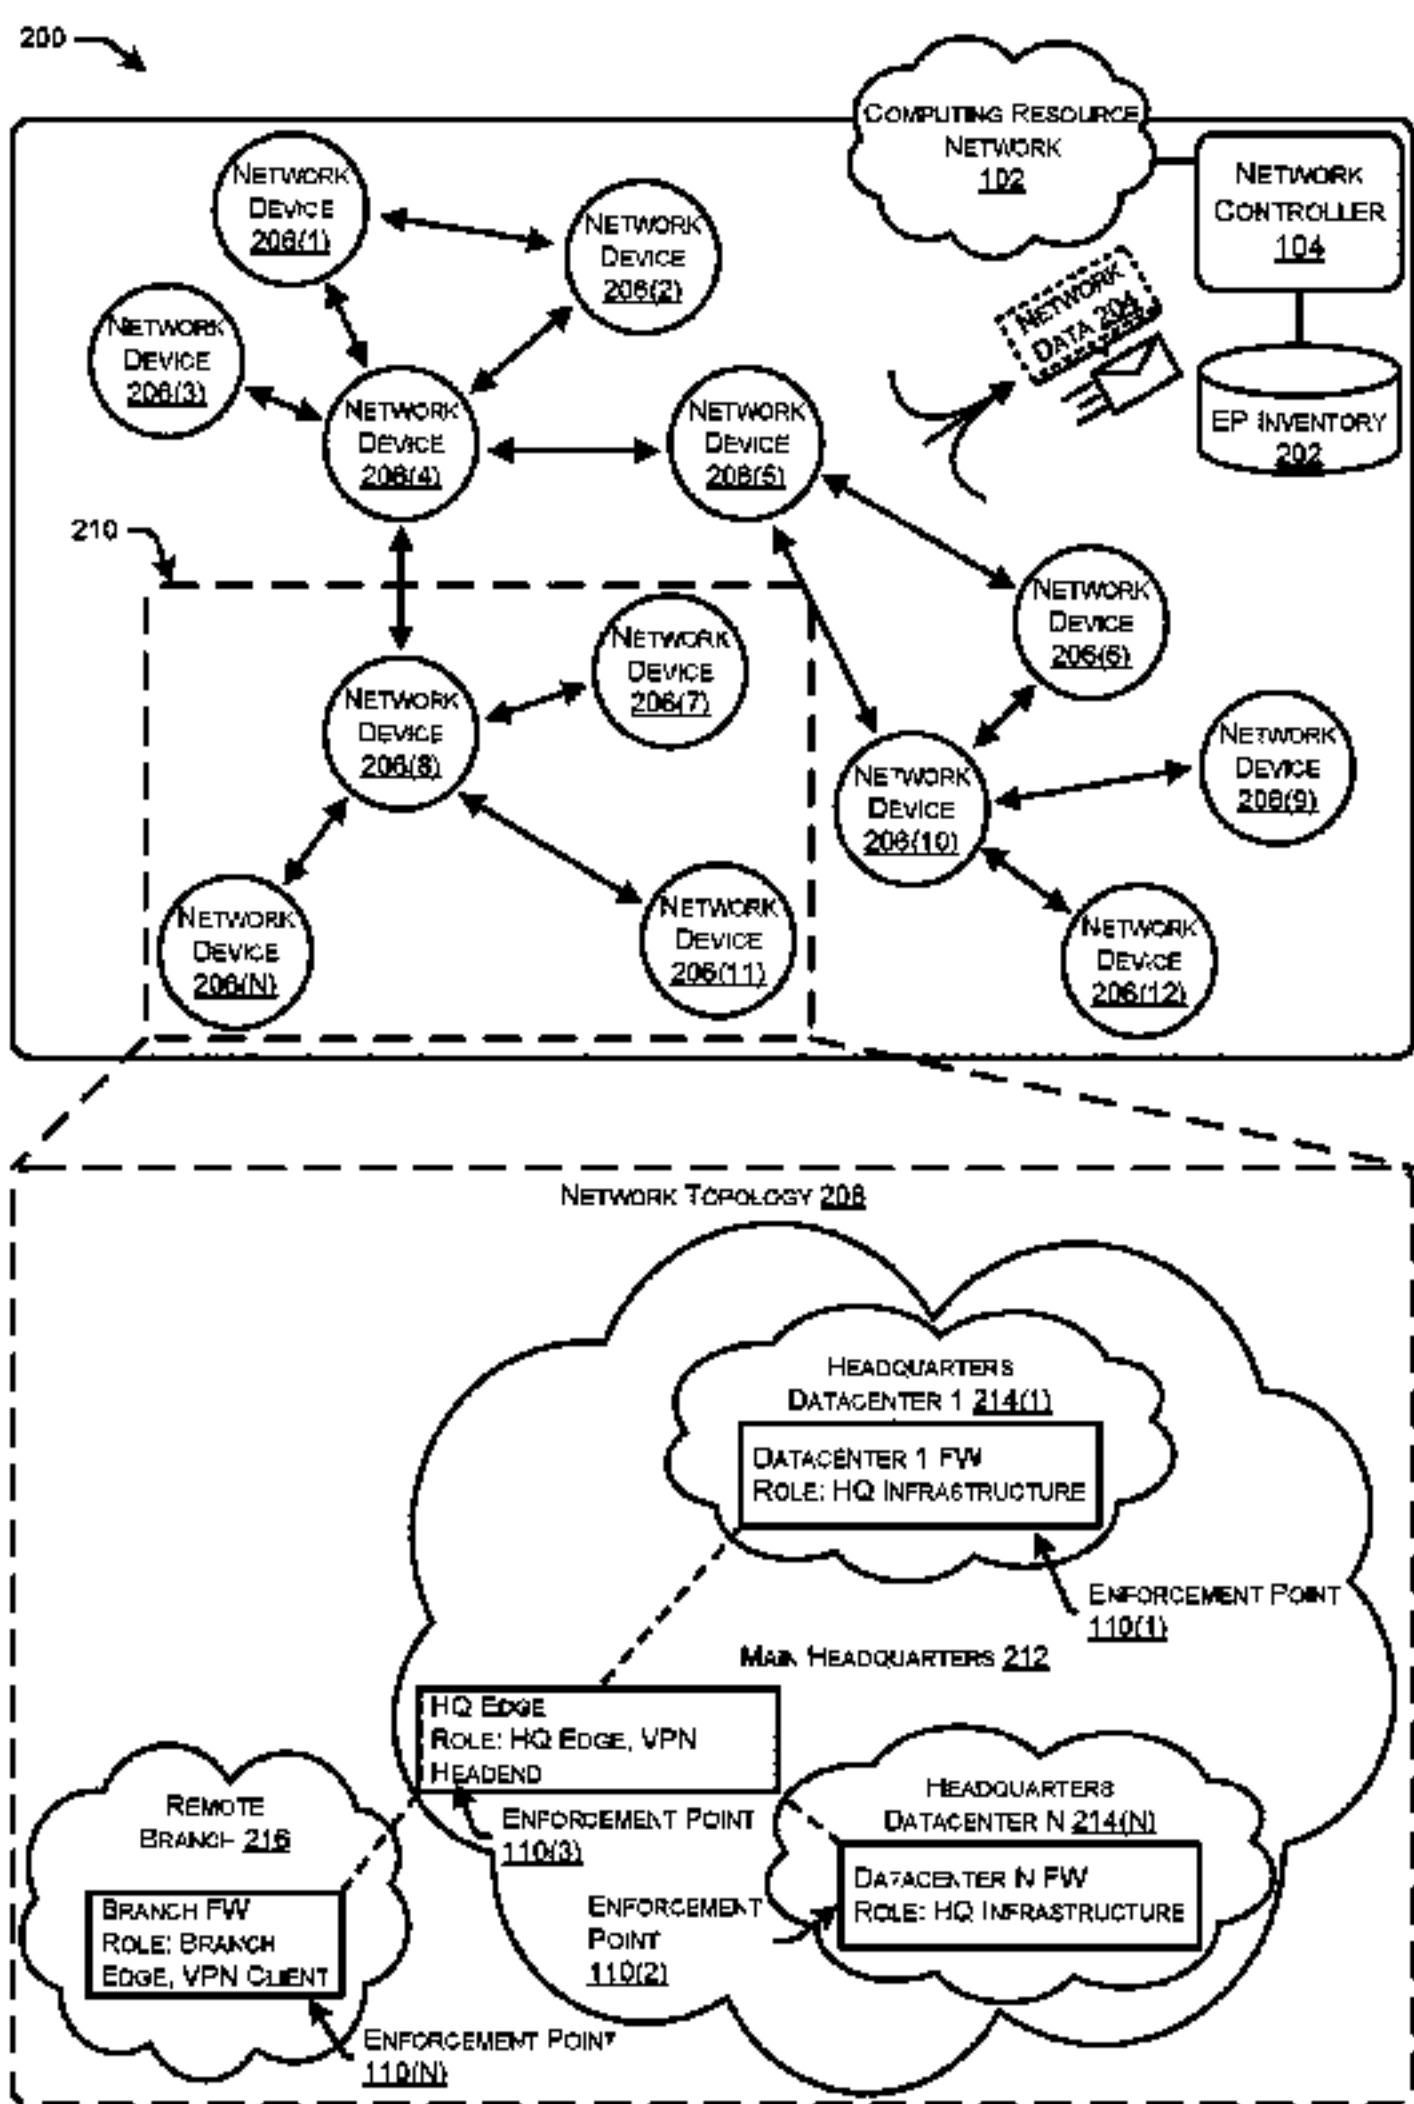 200
COMPUTING RESOURCE
NETWORK
102
NETWORK
CONTROLLER
104
NETWORK
DEVICE
206(1)
NETWORK
DEVICE
206(2)
NETWORK
DATA 204
NETWORK
DEVICE
206(3)
EP INVENTORY
202
NETWORK
DEVICE
206(4)
NETWORK
DEVICE
206(5)
210
NETWORK
DEVICE
206(6)
NETWORK
DEVICE
206(7)
NETWORK
DEVICE
206(8)
NETWORK
DEVICE
206(9)
NETWORK
DEVICE
206(10)
NETWORK
DEVICE
206(N)
NETWORK
DEVICE
206(11)
NETWORK
DEVICE
206(12)
NETWORK TOPOLOGY 208
HEADQUARTERS
DATACENTER 1 214(1)
DATACENTER 1 FW
ROLE: HQ INFRASTRUCTURE
ENFORCEMENT POINT
110(1)
MAIN HEADQUARTERS 212
HQ EDGE
ROLE: HQ EDGE, VPN
HEADEND
ENFORCEMENT POINT
110(3)
HEADQUARTERS
DATACENTER N 214(N)
DATACENTER N FW
ROLE: HQ INFRASTRUCTURE
ENFORCEMENT
POINT
110(2)
REMOTE
BRANCH 216
BRANCH FW
ROLE: BRANCH
EDGE, VPN CLIENT
ENFORCEMENT POINT
110(N)